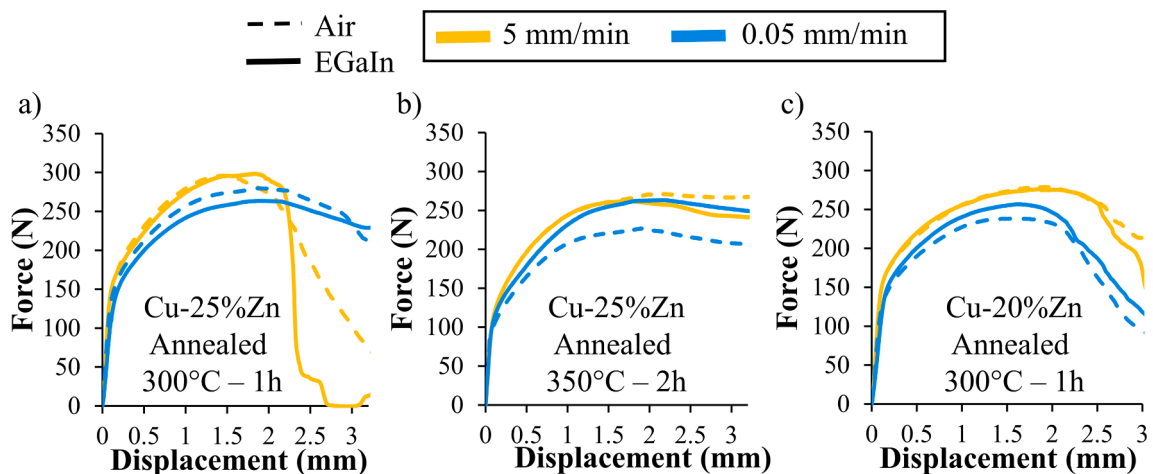 Air
EGaIn
5 mm/min 0.05 mm/min
a)
Force (N)
350
300
250
200
150
100
50
0
0 0.5 1 1.5 2 2.5 3
Displacement (mm)
Cu-25%Zn
Annealed
300°C – 1h
b)
Force (N)
350
300
250
200
150
100
50
0
0 0.5 1 1.5 2 2.5 3
Displacement (mm)
Cu-25%Zn
Annealed
350°C – 2h
c)
Force (N)
350
300
250
200
150
100
50
0
0 0.5 1 1.5 2 2.5 3
Displacement (mm)
Cu-20%Zn
Annealed
300°C – 1h